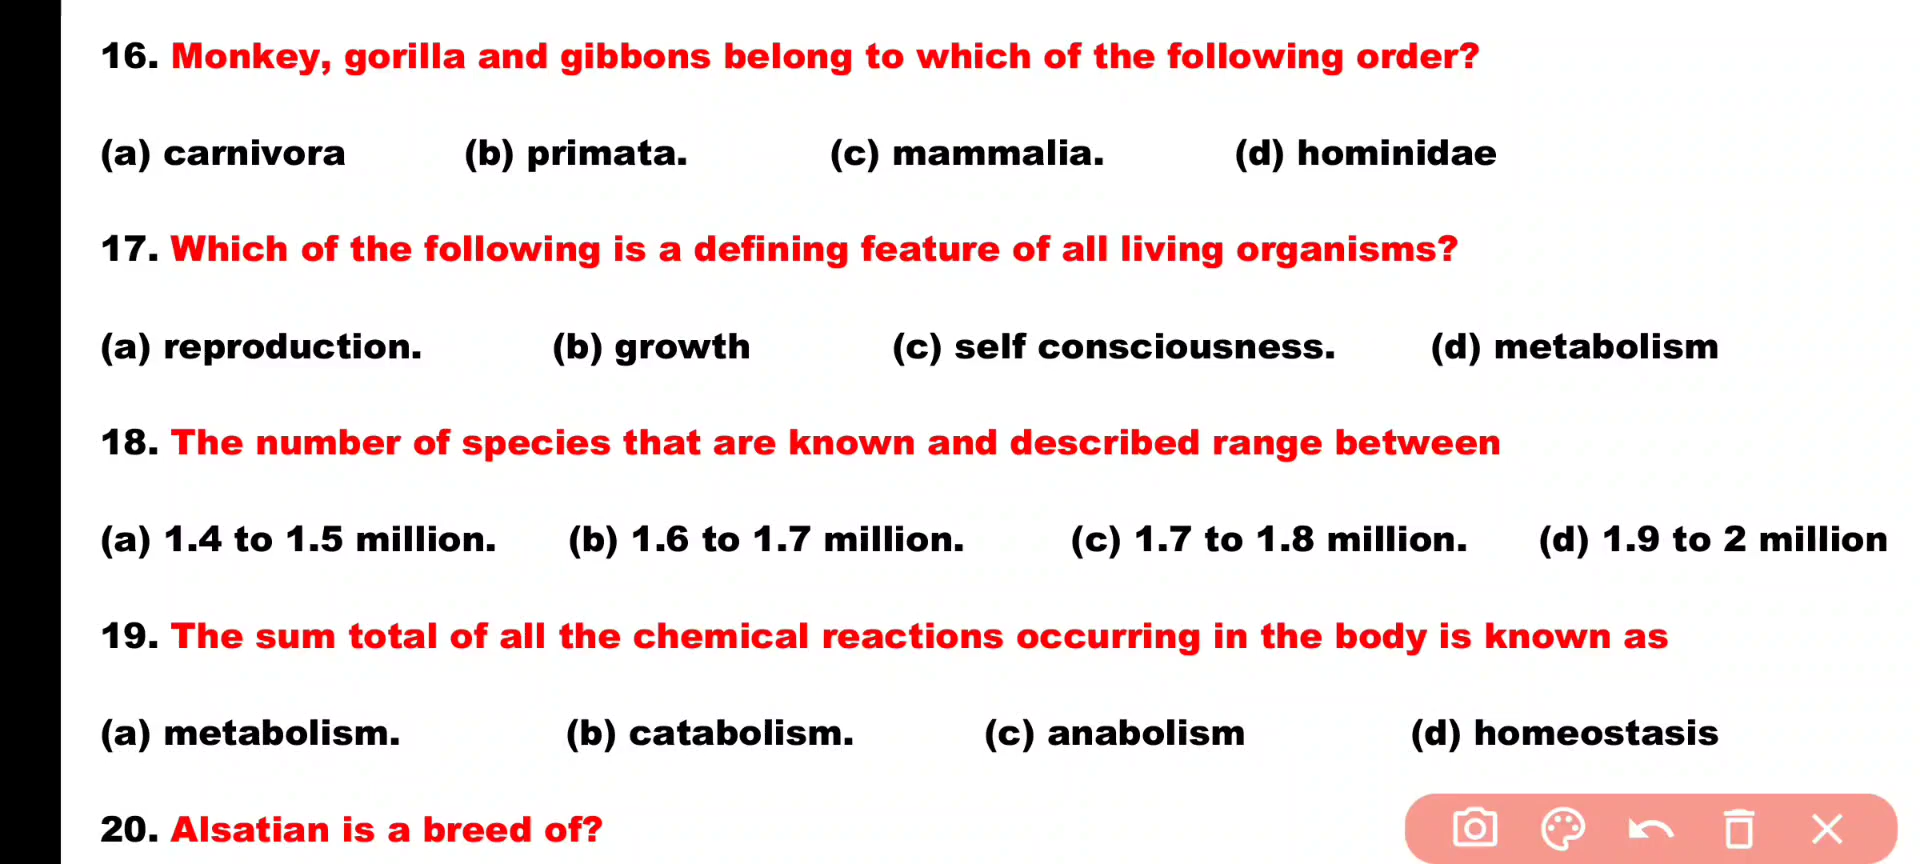 16. Monkey, gorilla and gibbons belong to which of the following order?
(a) carnivora (b) primata. (c) mammalia. (d) hominidae
17. Which of the following is a defining feature of all living organisms?
(a) reproduction. (b) growth (c) self consciousness. (d) metabolism
18. The number of species that are known and described range between
(a) 1.4 to 1.5 million. (b) 1.6 to 1.7 million. (c) 1.7 to 1.8 million. (d) 1.9 to 2 million
19. The sum total of all the chemical reactions occurring in the body is known as
(a) metabolism. (b) catabolism. (c) anabolism (d) homeostasis
20. Alsatian is a breed of?